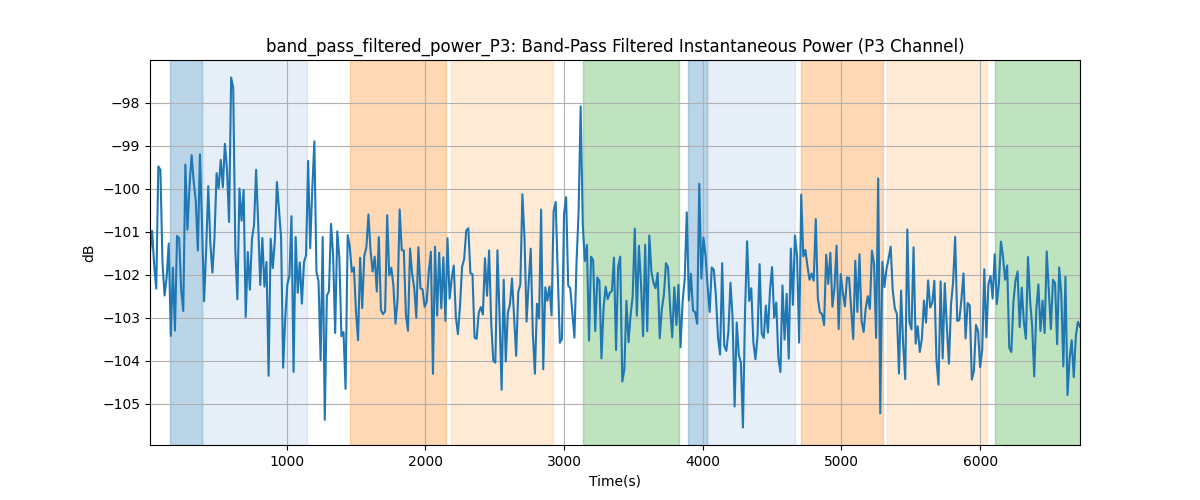 band_pass_filtered_power_P3: Band-Pass Filtered Instantaneous Power (P3 Channel)
−98
−99
−100
−101
−102
−103
−104
−105
dB
1000 2000 3000 4000 5000 6000
Time(s)